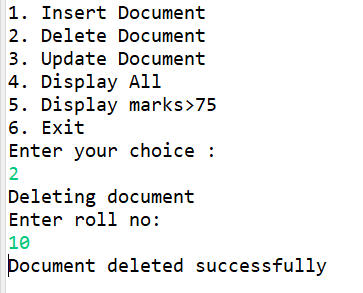 1. Insert Document
2. Delete Document
3. Update Document
4. Display All
5. Display marks>75
6. Exit
Enter your choice :
2
Deleting document
Enter roll no:
10
Document deleted successfully